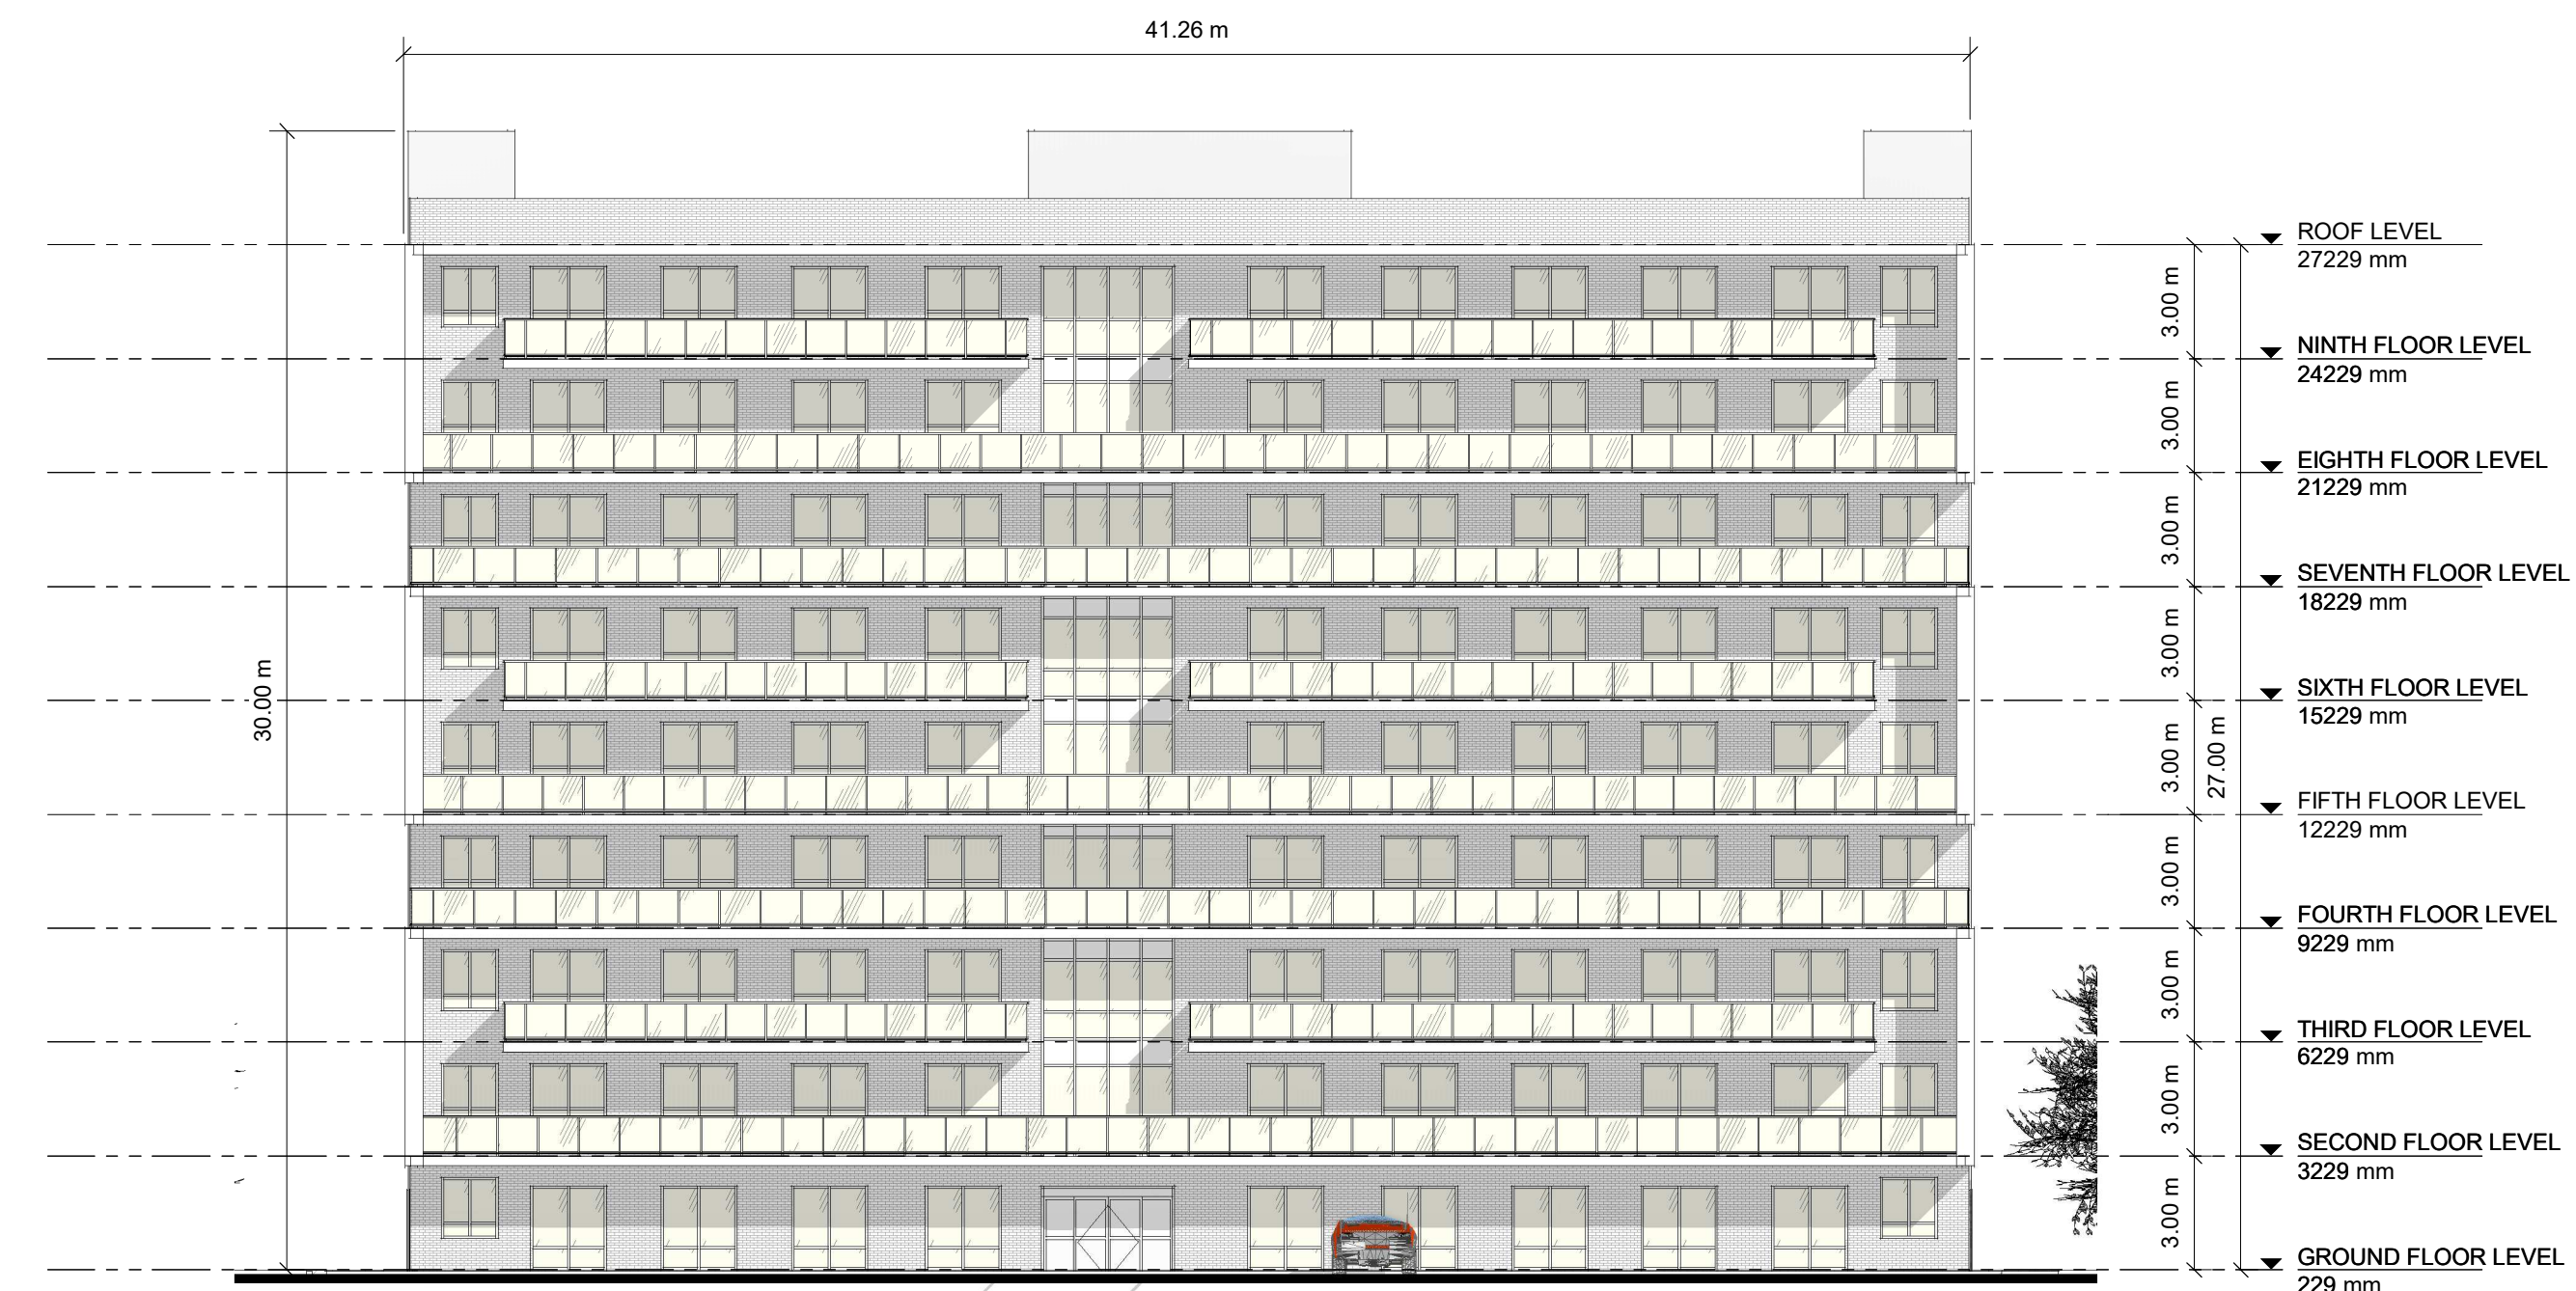 41.26 m
ROOF LEVEL
27229 mm
3.00 m
NINTH FLOOR LEVEL
24229 mm
3.00 m
EIGHTH FLOOR LEVEL
21229 mm
3.00 m
SEVENTH FLOOR LEVEL
18229 mm
3.00 m
30.00 m
SIXTH FLOOR LEVEL
15229 mm
3.00 m
27.00 m
FIFTH FLOOR LEVEL
12229 mm
3.00 m
FOURTH FLOOR LEVEL
9229 mm
3.00 m
THIRD FLOOR LEVEL
6229 mm
3.00 m
SECOND FLOOR LEVEL
3229 mm
3.00 m
GROUND FLOOR LEVEL
229 mm